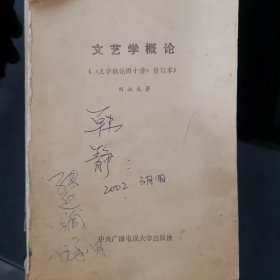 文艺学概论
（《文学概论四十讲》修订本）
刘叔成 著
韩
静
2002 3月1日
中央广播电视大学出版社